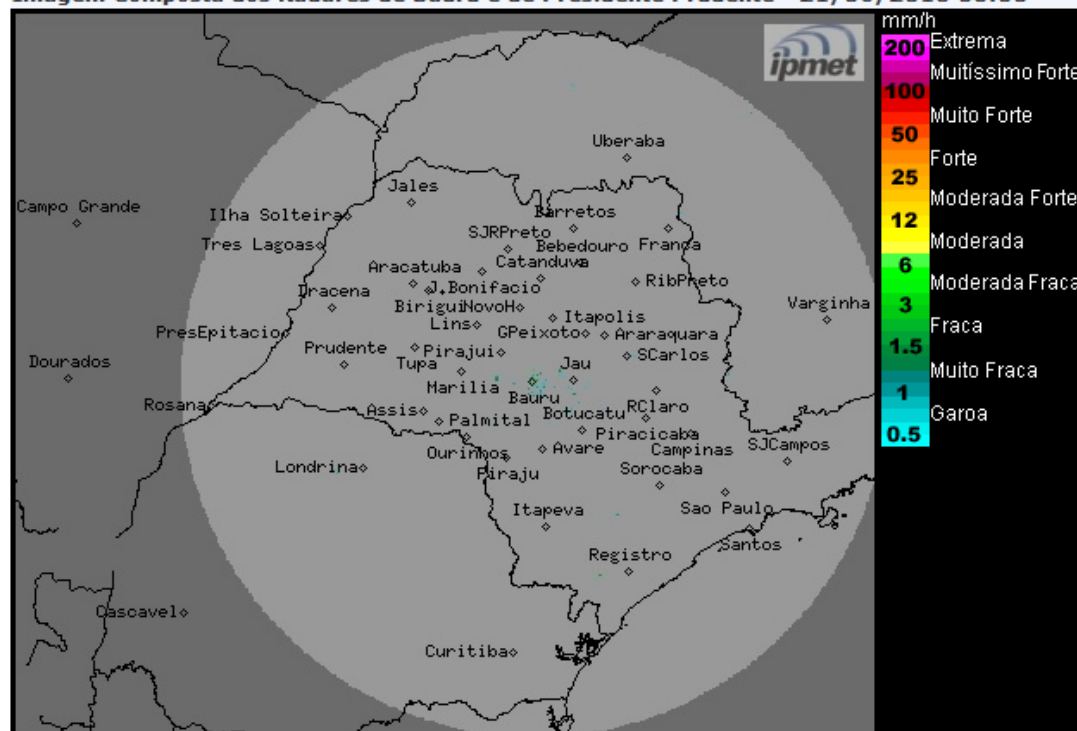 mm/h
200 Extrema
Muitíssimo Forte
100
Muito Forte
50
Forte
25
Moderada Forte
12
Moderada
6
Moderada Fraca
3
Fraca
1.5
Muito Fraca
1
Garoa
0.5
ipmet
Uberaba
Jales
Campo Grande
Ilha Solteira
Barretos
Tres Lagoas
SJRPreto
Bebedouro
Franca
Aracatuba
Catanduva
J.Bonifacio
RibPreto
Dracena
Birigui
NovoH
Itapolis
Varginha
PresEpitacio
Lins
GPeixoto
Araraquara
Dourados
Prudente
Tupa
Pirajui
Jau
SCarlos
Marilia
Bauru
Rosana
Assis
Palmital
Botucatu
RClaro
Piracicaba
Ourinhos
Avare
Campinas
SJCampos
Londrina
Piraju
Sorocaba
Itapeva
Sao Paulo
Santos
Registro
Cascavel
Curitiba